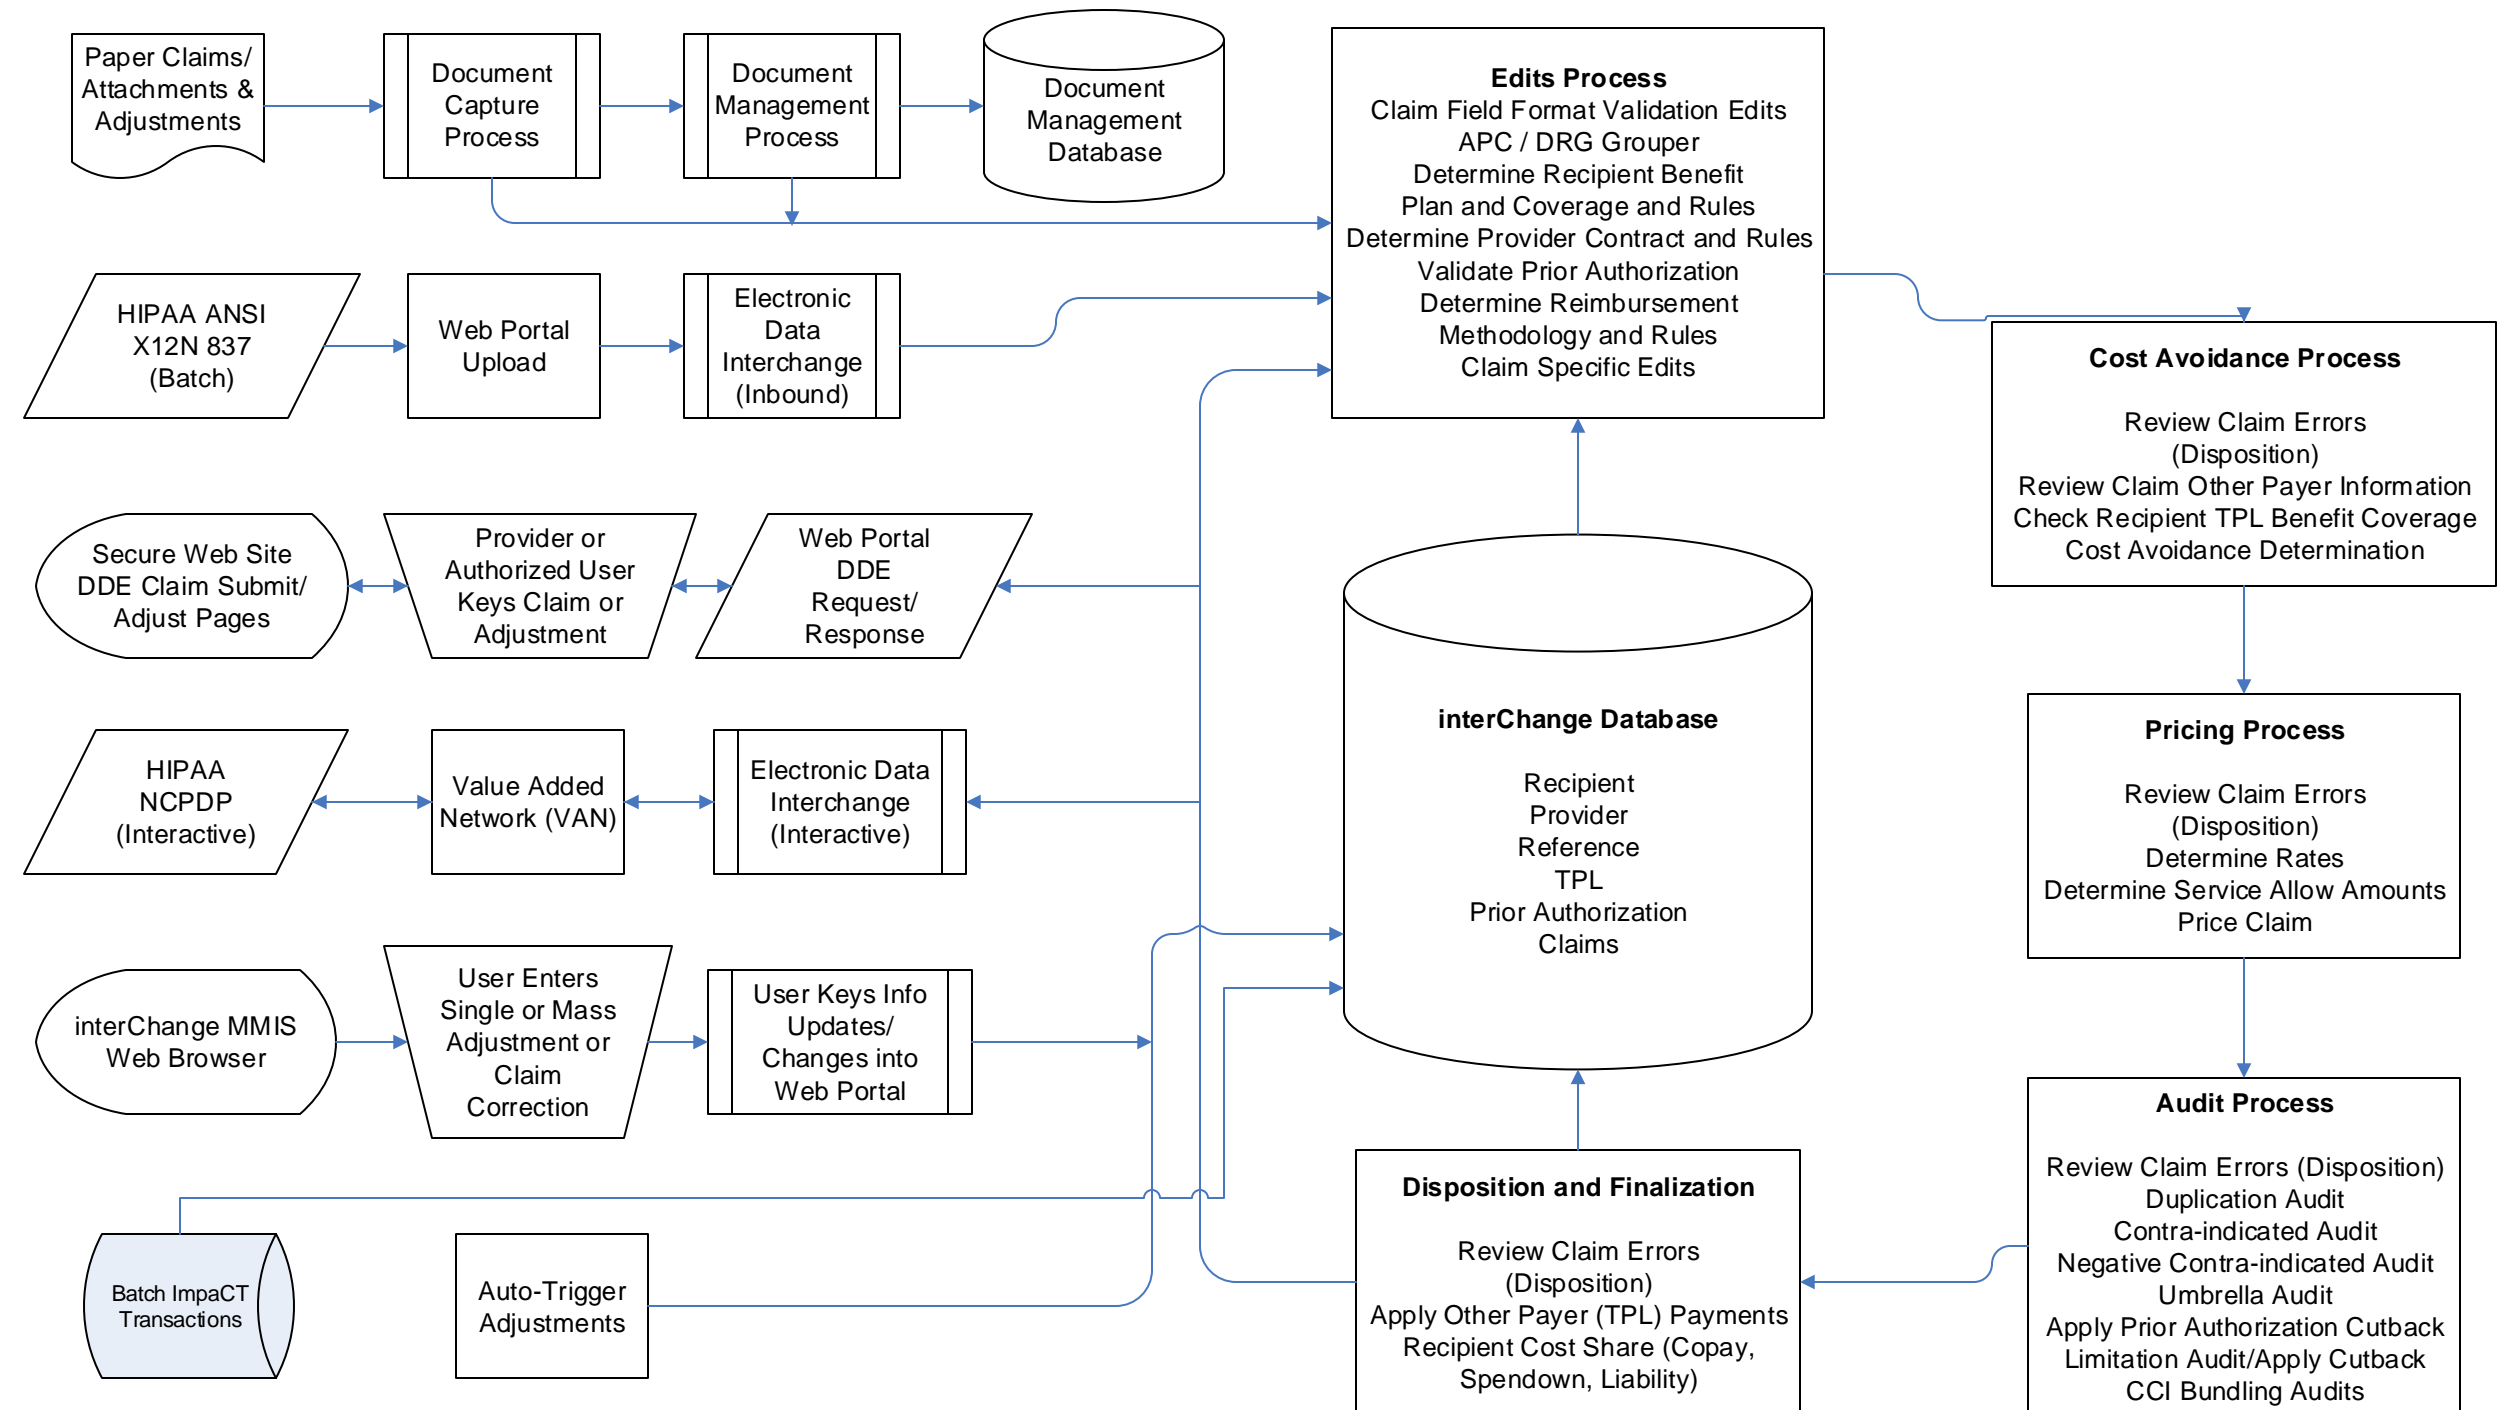 Paper Claims/
Attachments &
Adjustments
Document
Capture
Process
Document
Management
Process
Document
Management
Database
Edits Process
Claim Field Format Validation Edits
APC / DRG Grouper
Determine Recipient Benefit
Plan and Coverage and Rules
Determine Provider Contract and Rules
Validate Prior Authorization
Determine Reimbursement
Methodology and Rules
Claim Specific Edits
HIPAA ANSI
X12N 837
(Batch)
Web Portal
Upload
Electronic
Data
Interchange
(Inbound)
Cost Avoidance Process
Review Claim Errors
(Disposition)
Review Claim Other Payer Information
Check Recipient TPL Benefit Coverage
Cost Avoidance Determination
Secure Web Site
DDE Claim Submit/
Adjust Pages
Provider or
Authorized User
Keys Claim or
Adjustment
Web Portal
DDE
Request/
Response
interChange Database
Recipient
Provider
Reference
TPL
Prior Authorization
Claims
Pricing Process
Review Claim Errors
(Disposition)
Determine Rates
Determine Service Allow Amounts
Price Claim
HIPAA
NCPDP
(Interactive)
Value Added
Network (VAN)
Electronic Data
Interchange
(Interactive)
interChange MMIS
Web Browser
User Enters
Single or Mass
Adjustment or
Claim
Correction
User Keys Info
Updates/
Changes into
Web Portal
Audit Process
Review Claim Errors (Disposition)
Duplication Audit
Contra-indicated Audit
Negative Contra-indicated Audit
Umbrella Audit
Apply Prior Authorization Cutback
Limitation Audit/Apply Cutback
CCI Bundling Audits
Disposition and Finalization
Review Claim Errors
(Disposition)
Apply Other Payer (TPL) Payments
Recipient Cost Share (Copay,
Spendown, Liability)
Batch ImpaCT
Transactions
Auto-Trigger
Adjustments